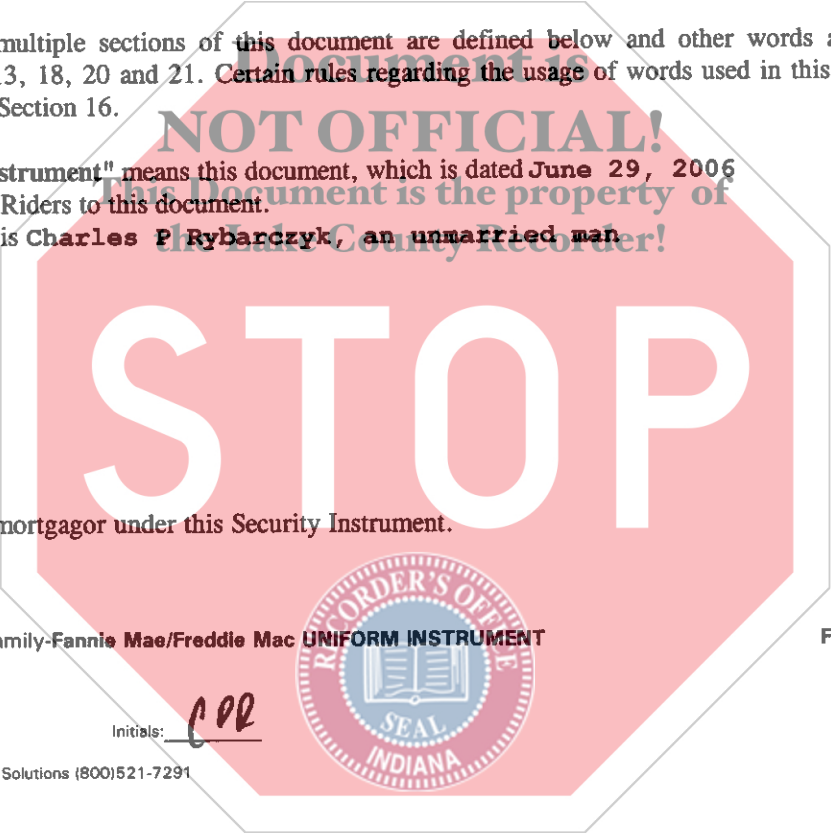 multiple sections of this document are defined below and other words a
Document is
13, 18, 20 and 21. Certain rules regarding the usage of words used in this
Section 16.
NOT OFFICIAL!
strument" means this document, which is dated June 29, 2006
This Document is the property of
Riders to this document.
is Charles P Rybarczyk, an unmarried man
the Lake County Recorder!
STOP
mortgagor under this Security Instrument.
RECORDER'S OFFICE
amily-Fannie Mae/Freddie Mac UNIFORM INSTRUMENT
F
Initials: CPR
SEAL
INDIANA
Solutions (800)521-7291